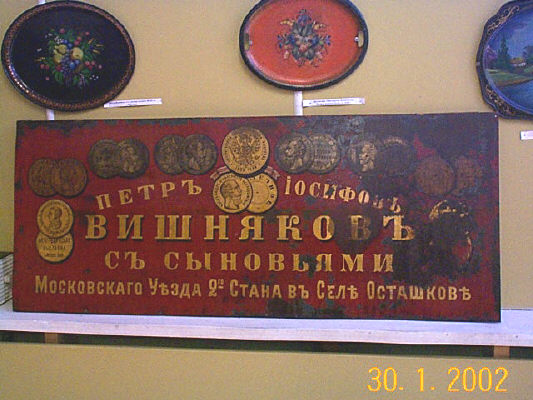 ПЕТРЪ ІОСИФОВЪ
ВИШНЯКОВЪ
СЪ СЫНОВЬЯМИ
Московскаго Уѣзда 2го Стана въ Селѣ Осташковѣ
30. 1. 2002